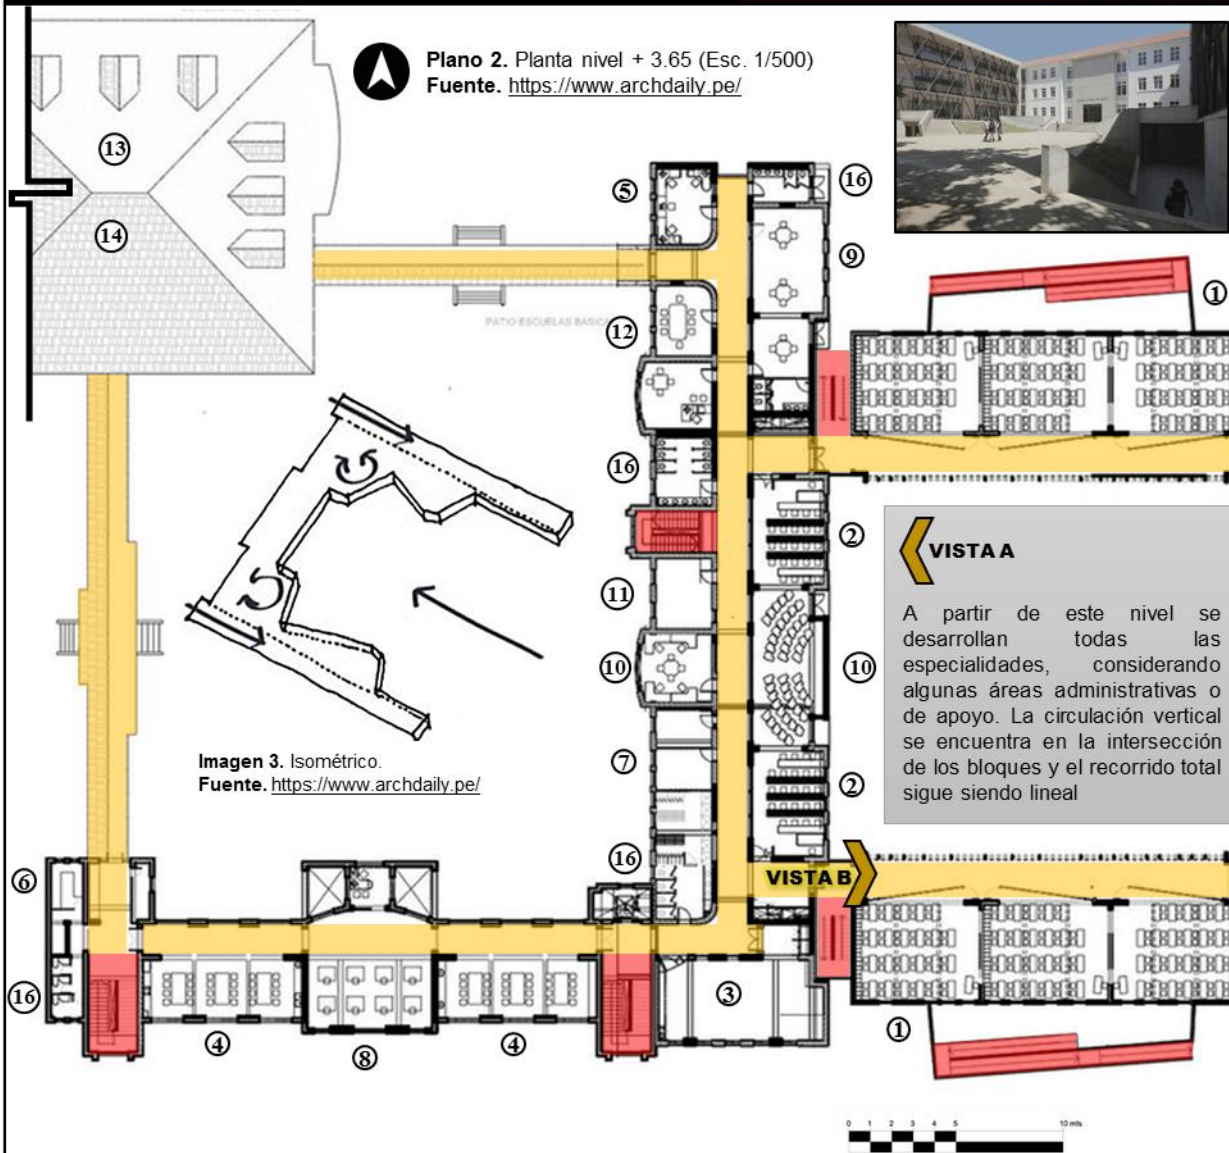 Plano 2. Planta nivel + 3.65 (Esc. 1/500)
Fuente. https://www.archdaily.pe/
13
14
5
16
9
1
12
PATIO ESCUELAS BASICA
16
2
VISTA A
A partir de este nivel se
desarrollan todas las
especialidades, considerando
algunas áreas administrativas o
de apoyo. La circulación vertical
se encuentra en la intersección
de los bloques y el recorrido total
sigue siendo lineal
11
10
10
Imagen 3. Isométrico.
Fuente. https://www.archdaily.pe/
7
2
16
VISTA B
6
16
3
4
8
4
1
0 1 2 3 4 5 10 mts